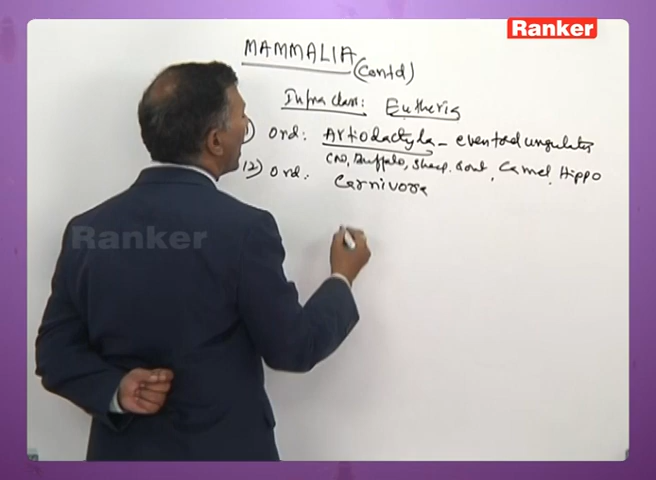 Ranker
MAMMALIA
(Contd)
Infra class: Eutheria
1) Ord: Artiodactyla - eventoed ungulates
Cow, Buffalo, Sheep, Goat, Camel, Hippo
12) Ord: Carnivora
Ranker